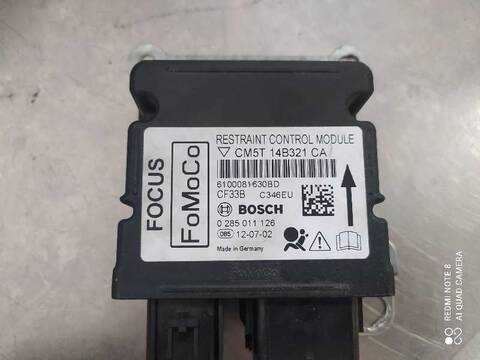 FOCUS
FoMoCo
RESTRAINT CONTROL MODULE
CM5T 14B321 CA
6100081630BD
CF33B C346EU
BOSCH
0 285 011 126
085 12-07-02
Made in Germany
REDMI NOTE 8
AI QUAD CAMERA